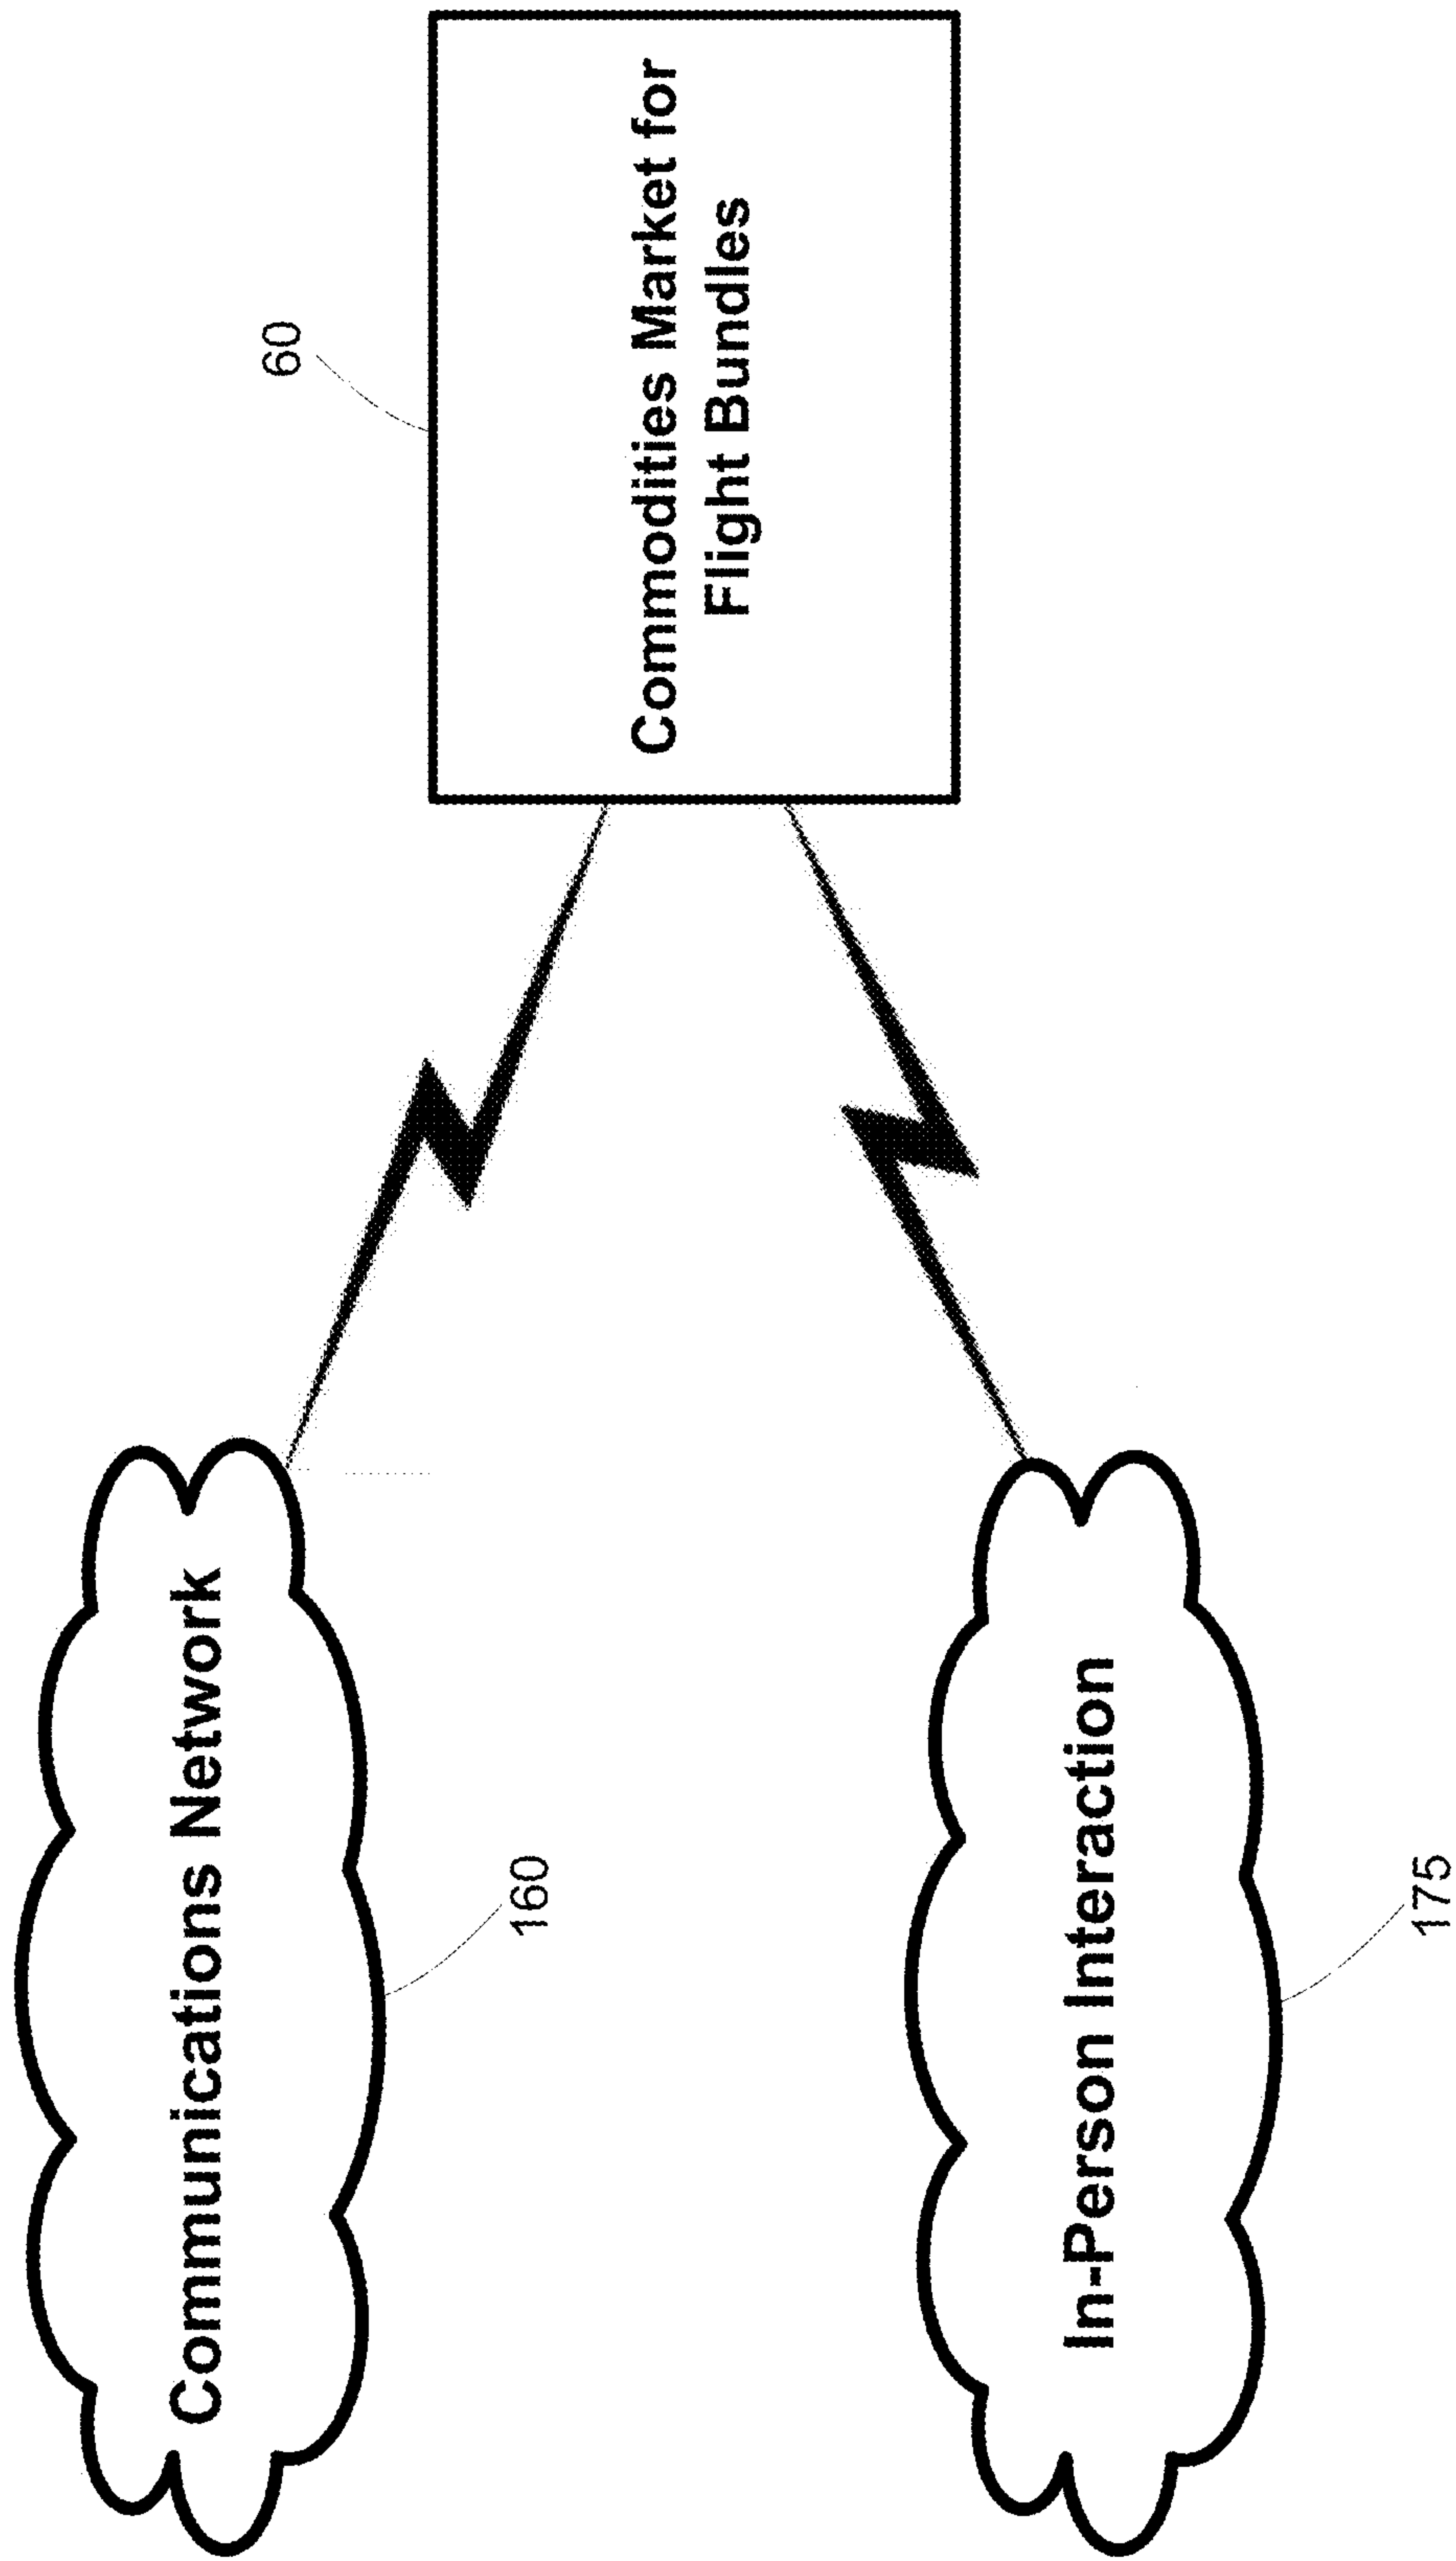 Communications Network
160
60
Commodities Market for
Flight Bundles
In-Person Interaction
175